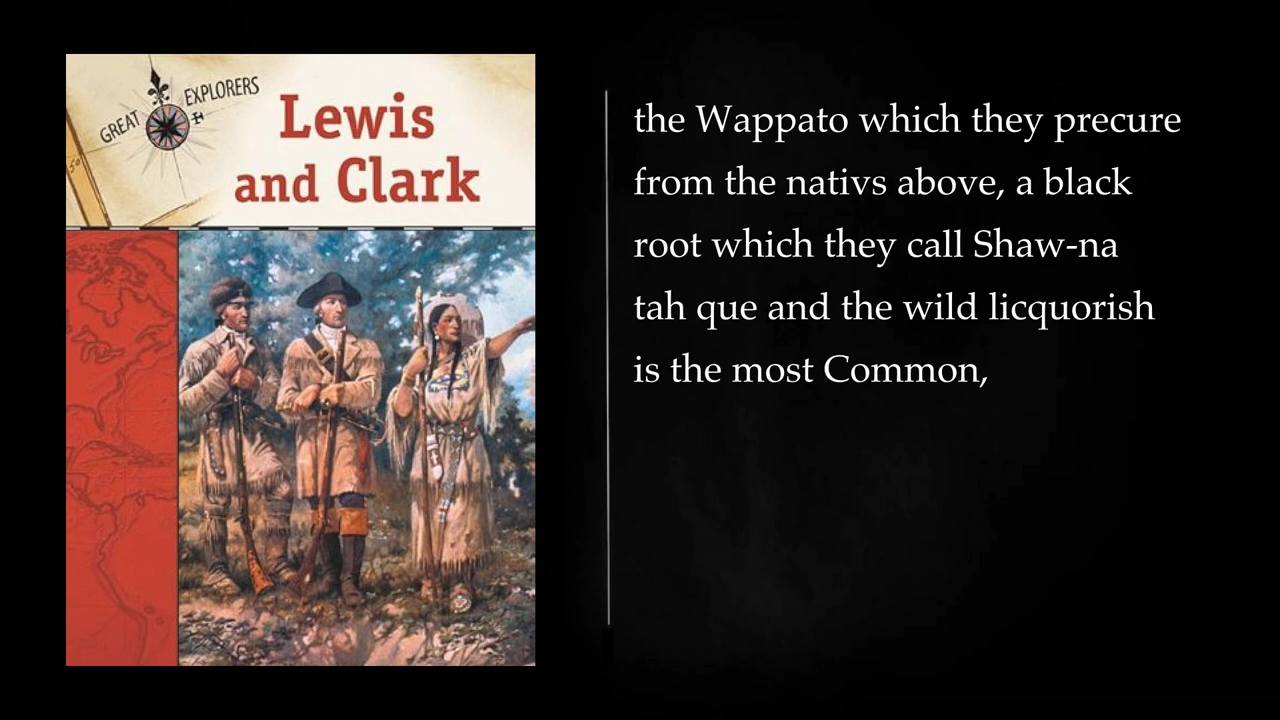 GREAT EXPLORERS
Lewis
and Clark
the Wappato which they precure
from the nativs above, a black
root which they call Shaw-na
tah que and the wild licquorish
is the most Common,